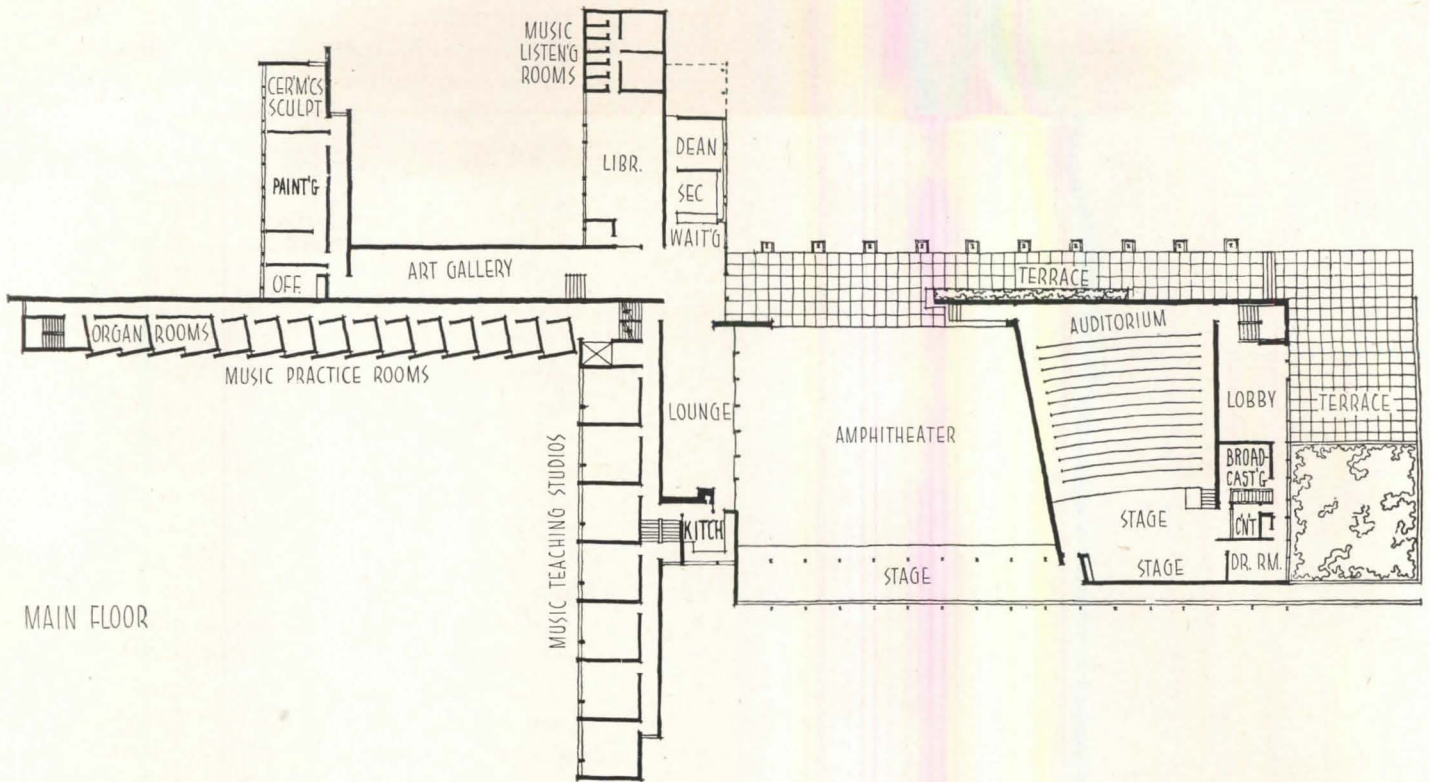 MUSIC
LISTEN'G
ROOMS
CER'M'CS
SCULPT
DEAN
LIBR.
PAINT'G
SEC
WAIT'G
ART GALLERY
OFF.
TERRACE
ORGAN ROOMS
AUDITORIUM
MUSIC PRACTICE ROOMS
LOUNGE
LOBBY
TERRACE
AMPHITHEATER
BROAD-
CAST'G
MUSIC TEACHING STUDIOS
KITCH
STAGE
C'N'T
STAGE
STAGE
DR. RM.
MAIN FLOOR